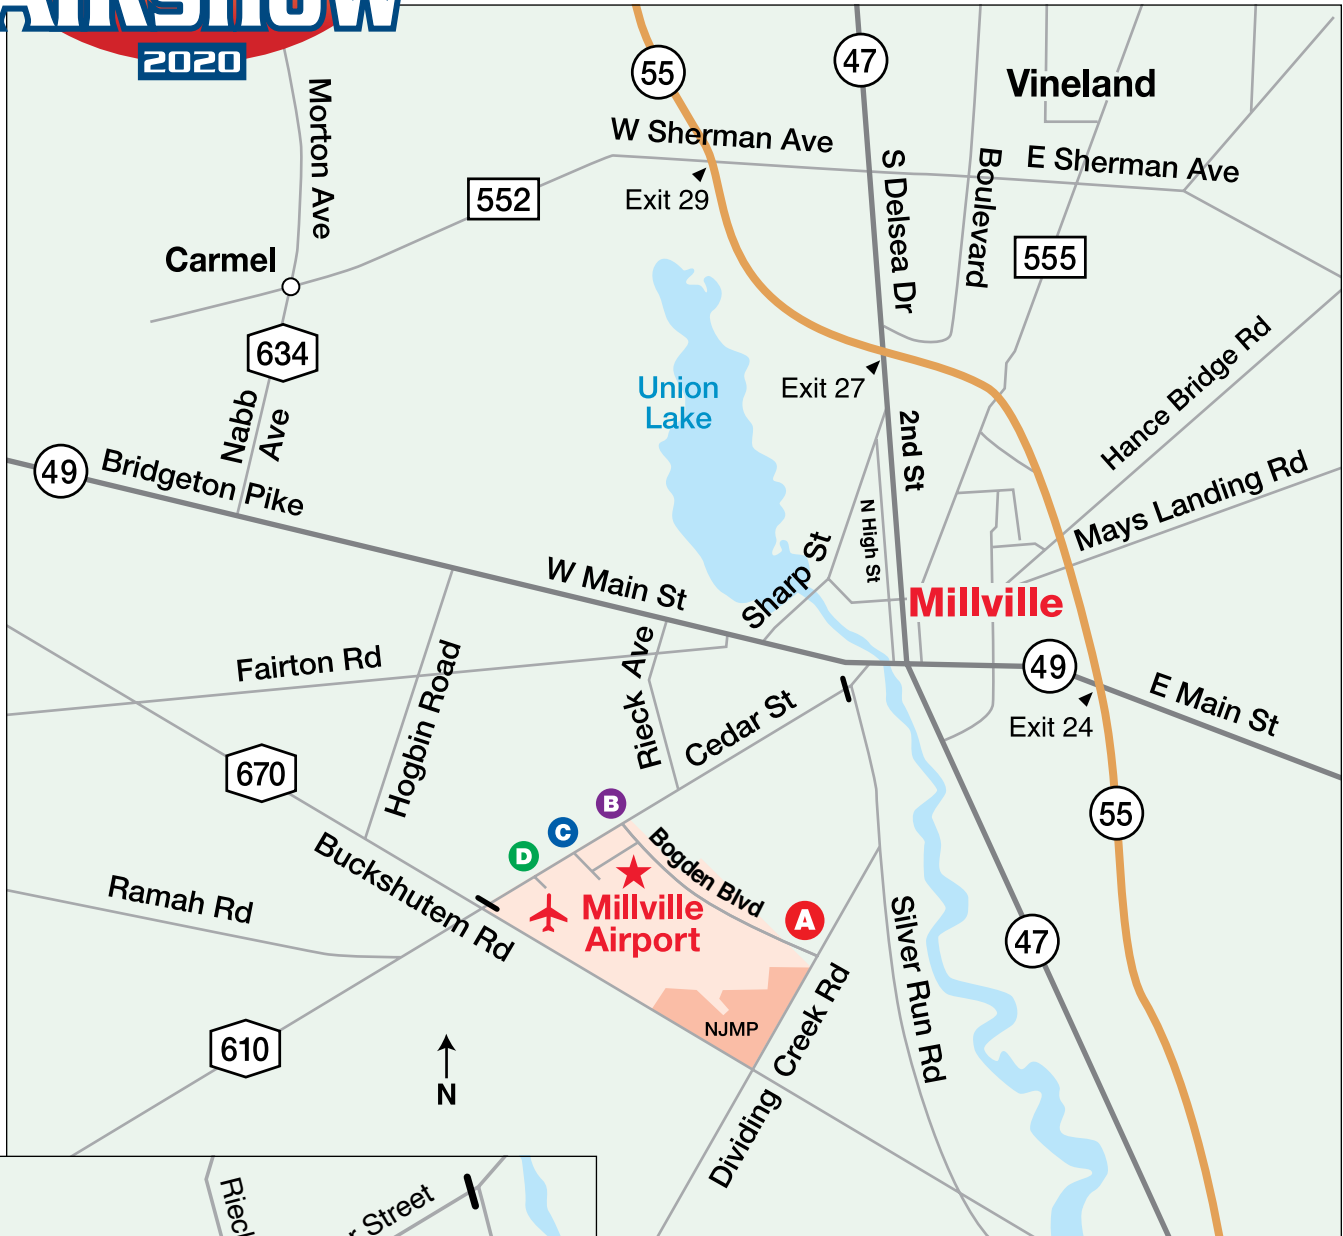 AIRSHOW
2020
55
47
Vineland
W Sherman Ave
E Sherman Ave
Morton Ave
552
Exit 29
S Delsea Dr
Boulevard
555
Carmel
634
Nabb
Ave
Union
Lake
Exit 27
Hance Bridge Rd
2nd St
49
Bridgeton Pike
Mays Landing Rd
N High St
W Main St
Sharp St
Millville
Fairton Rd
Hogbin Road
Rieck Ave
Cedar St
49
Exit 24
E Main St
670
B
C
D
55
Buckshutem Rd
Bogden Blvd
Millville
Airport
A
Ramah Rd
Silver Run Rd
47
NJMP
Dividing Creek Rd
610
N
Street